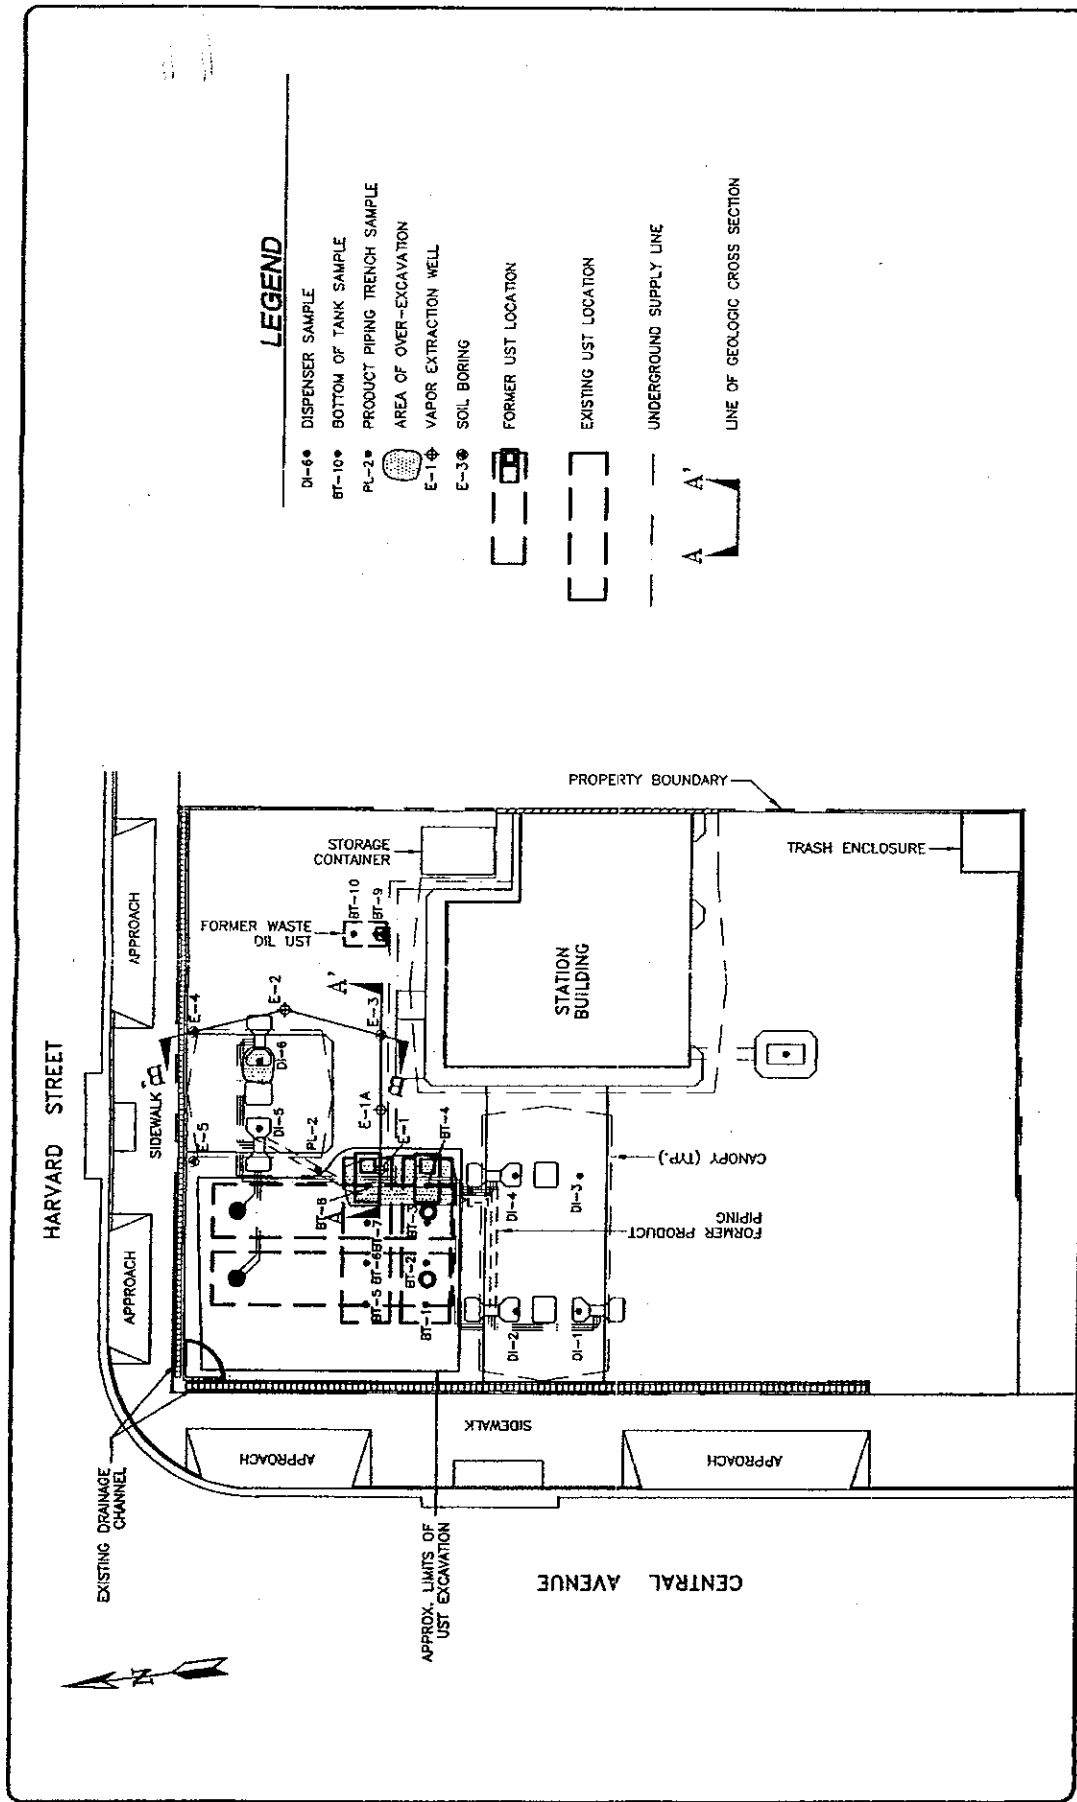 HARVARD STREET
APPROACH
APPROACH
SIDEWALK
B'
EXISTING DRAINAGE
CHANNEL
E-5
E-4
E-2
DI-5
DI-6
PL-2
A'
E-3
B
E-1A
E-1
BT-4
BT-8
A
BT-7
BT-3
BT-6
BT-2
BT-5
BT-1
FORMER WASTE
OIL UST
BT-10
BT-9
STORAGE
CONTAINER
STATION
BUILDING
PROPERTY BOUNDARY
TRASH ENCLOSURE
DI-4
DI-3
DI-2
DI-1
CANOPY (TYP.)
FORMER PRODUCT
PIPING
SIDEWALK
APPROACH
APPROACH
APPROX. LIMITS OF
UST EXCAVATION
CENTRAL AVENUE
N
LEGEND
DI-6 DISPENSER SAMPLE
BT-10 BOTTOM OF TANK SAMPLE
PL-2 PRODUCT PIPING TRENCH SAMPLE
AREA OF OVER-EXCAVATION
E-1 VAPOR EXTRACTION WELL
E-3 SOIL BORING
FORMER UST LOCATION
EXISTING UST LOCATION
UNDERGROUND SUPPLY LINE
A A' LINE OF GEOLOGIC CROSS SECTION